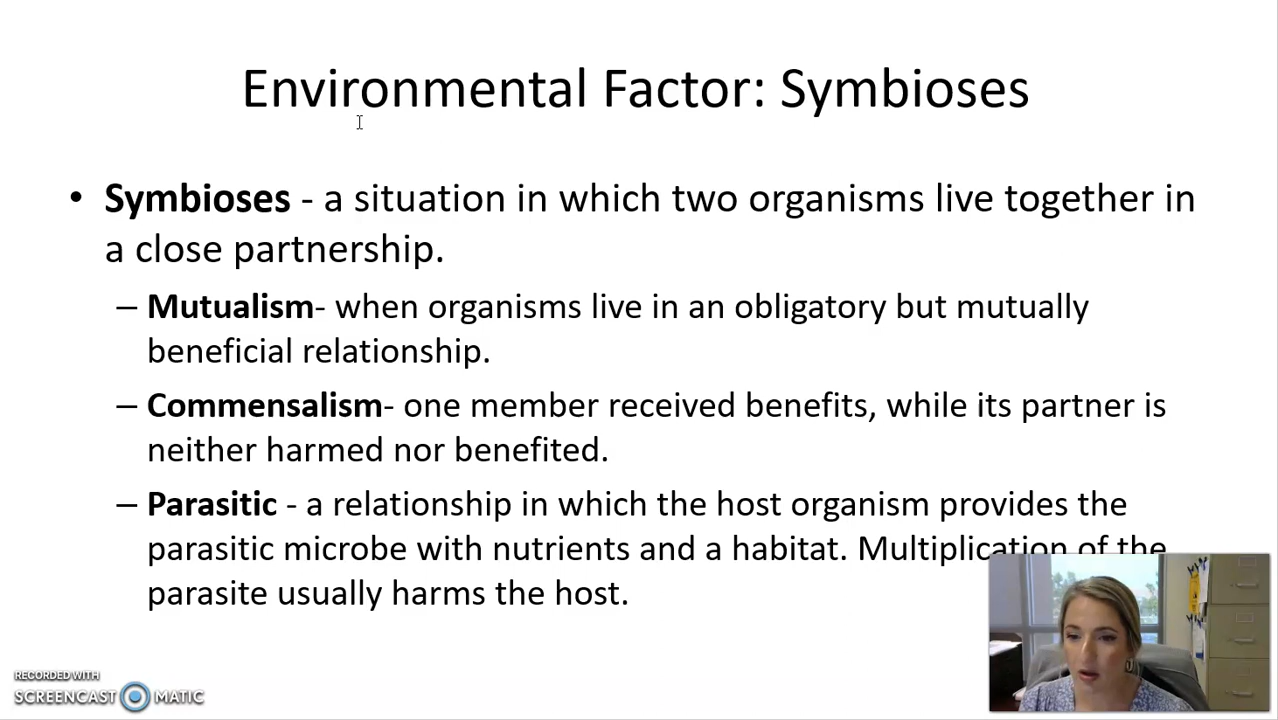 Environmental Factor: Symbioses
• Symbioses - a situation in which two organisms live together in
a close partnership.
– Mutualism- when organisms live in an obligatory but mutually
beneficial relationship.
– Commensalism- one member received benefits, while its partner is
neither harmed nor benefited.
– Parasitic - a relationship in which the host organism provides the
parasitic microbe with nutrients and a habitat. Multiplication of the
parasite usually harms the host.
RECORDED WITH
SCREENCAST MATIC